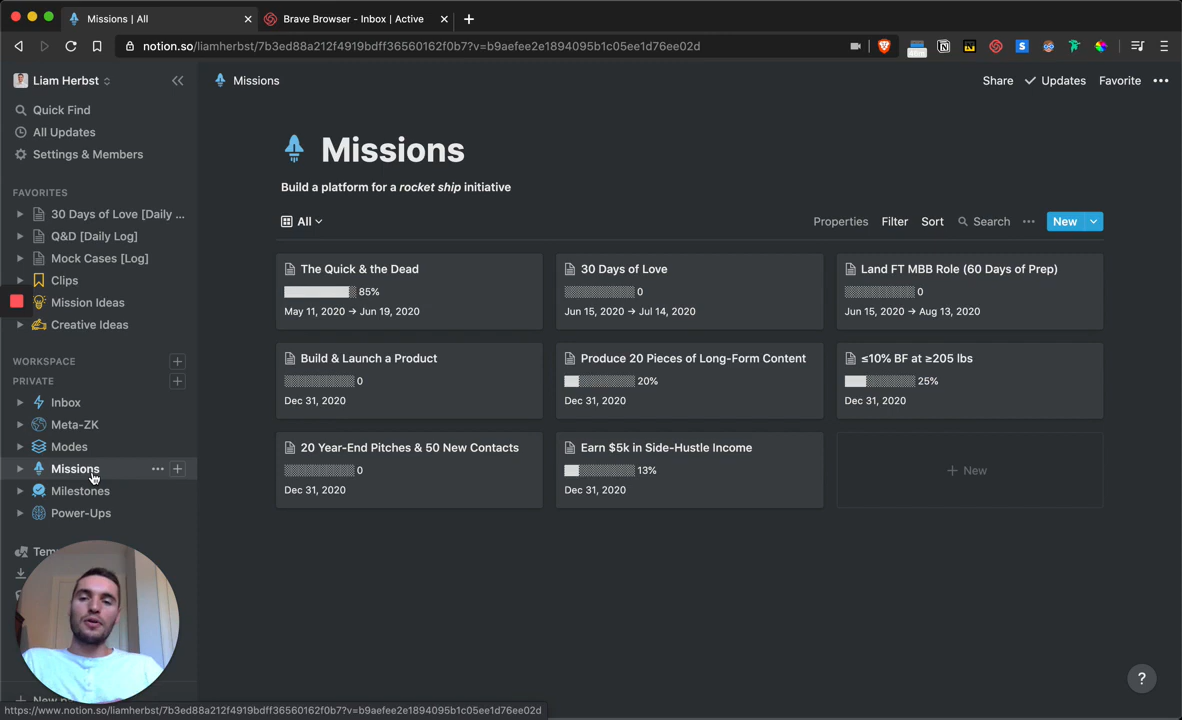 Missions | All
Brave Browser - Inbox | Active
notion.so/liamherbst/7b3ed88a212f4919bdff36560162f0b7?v=b9aefee2e1894095b1c05ee1d76ee02d
Liam Herbst
Missions
Share
Updates
Favorite
Quick Find
All Updates
Settings & Members
FAVORITES
30 Days of Love [Daily ...
Q&D [Daily Log]
Mock Cases [Log]
Clips
Mission Ideas
Creative Ideas
WORKSPACE
PRIVATE
Inbox
Meta-ZK
Modes
Missions
Milestones
Power-Ups
Missions
Build a platform for a rocket ship initiative
All
Properties
Filter
Sort
Search
New
The Quick & the Dead
85%
May 11, 2020 → Jun 19, 2020
30 Days of Love
0
Jun 15, 2020 → Jul 14, 2020
Land FT MBB Role (60 Days of Prep)
0
Jun 15, 2020 → Aug 13, 2020
Build & Launch a Product
0
Dec 31, 2020
Produce 20 Pieces of Long-Form Content
20%
Dec 31, 2020
≤10% BF at ≥205 lbs
25%
Dec 31, 2020
20 Year-End Pitches & 50 New Contacts
0
Dec 31, 2020
Earn $5k in Side-Hustle Income
13%
Dec 31, 2020
+ New
?
https://www.notion.so/liamherbst/7b3ed88a212f4919bdff36560162f0b7?v=b9aefee2e1894095b1c05ee1d76ee02d